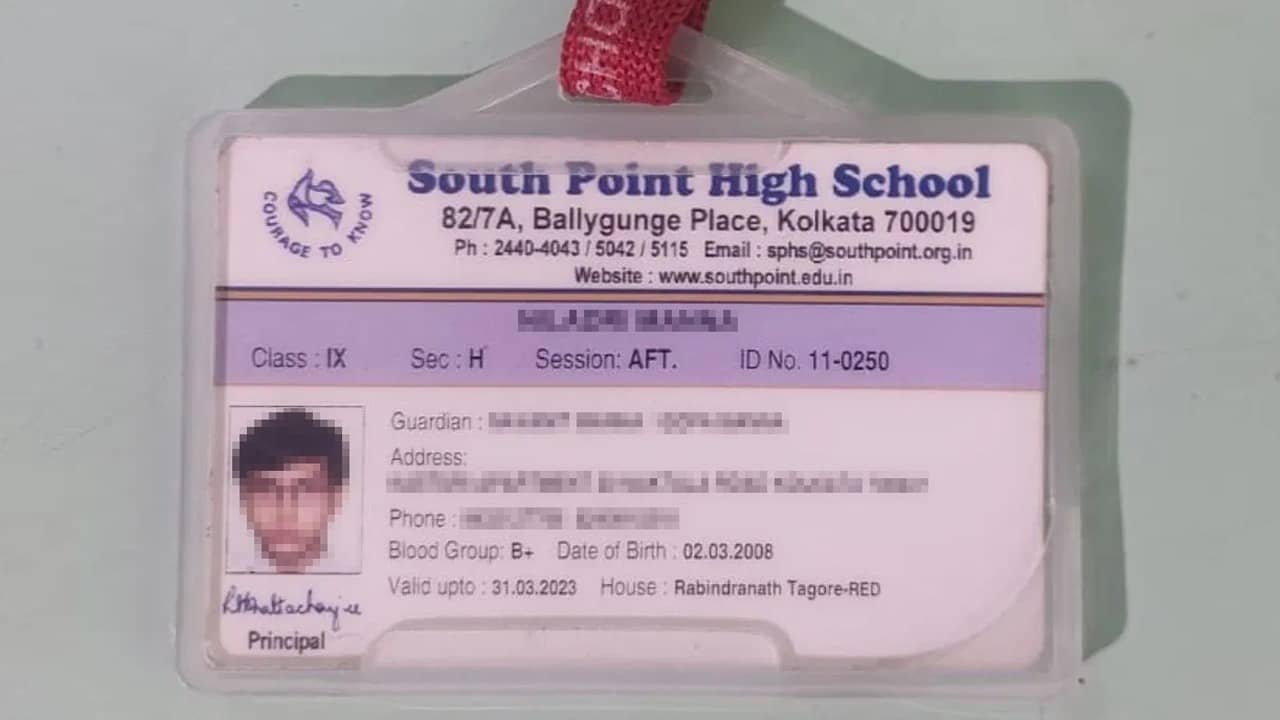 CHO
South Point High School
COURAGE TO KNOW
82/7A, Ballygunge Place, Kolkata 700019
Ph : 2440-4043 / 5042 / 5115 Email : sphs@southpoint.org.in
Website : www.southpoint.edu.in
Class : IX Sec : H Session: AFT. ID No. 11-0250
Guardian :
Address:
Phone :
Blood Group: B+ Date of Birth : 02.03.2008
Valid upto : 31.03.2023 House : Rabindranath Tagore-RED
Principal